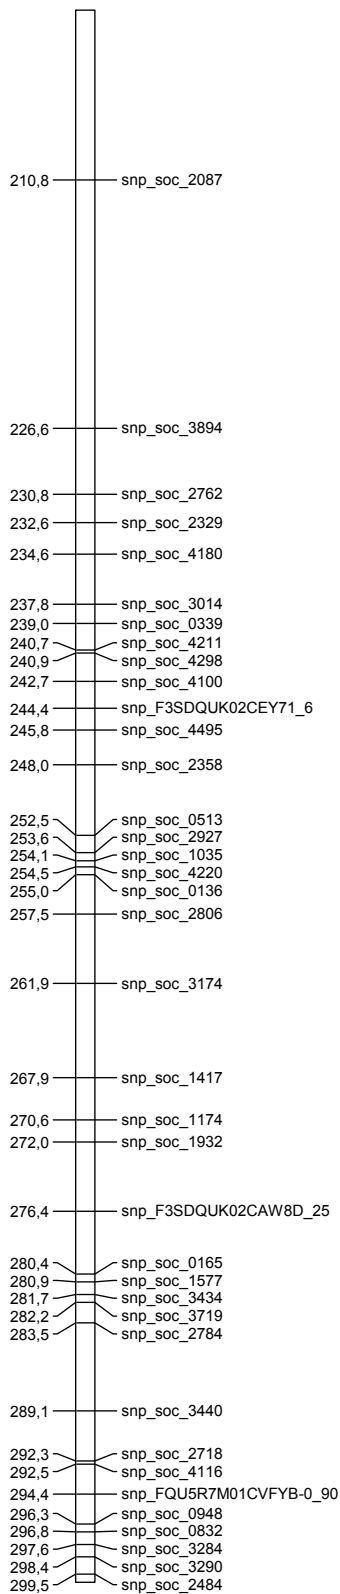 210,8 snp_soc_2087
226,6 snp_soc_3894
230,8 snp_soc_2762
232,6 snp_soc_2329
234,6 snp_soc_4180
237,8 snp_soc_3014
239,0 snp_soc_0339
240,7 snp_soc_4211
240,9 snp_soc_4298
242,7 snp_soc_4100
244,4 snp_F3SDQUK02CEY71_6
245,8 snp_soc_4495
248,0 snp_soc_2358
252,5 snp_soc_0513
253,6 snp_soc_2927
254,1 snp_soc_1035
254,5 snp_soc_4220
255,0 snp_soc_0136
257,5 snp_soc_2806
261,9 snp_soc_3174
267,9 snp_soc_1417
270,6 snp_soc_1174
272,0 snp_soc_1932
276,4 snp_F3SDQUK02CAW8D_25
280,4 snp_soc_0165
280,9 snp_soc_1577
281,7 snp_soc_3434
282,2 snp_soc_3719
283,5 snp_soc_2784
289,1 snp_soc_3440
292,3 snp_soc_2718
292,5 snp_soc_4116
294,4 snp_FQU5R7M01CVFYB-0_90
296,3 snp_soc_0948
296,8 snp_soc_0832
297,6 snp_soc_3284
298,4 snp_soc_3290
299,5 snp_soc_2484